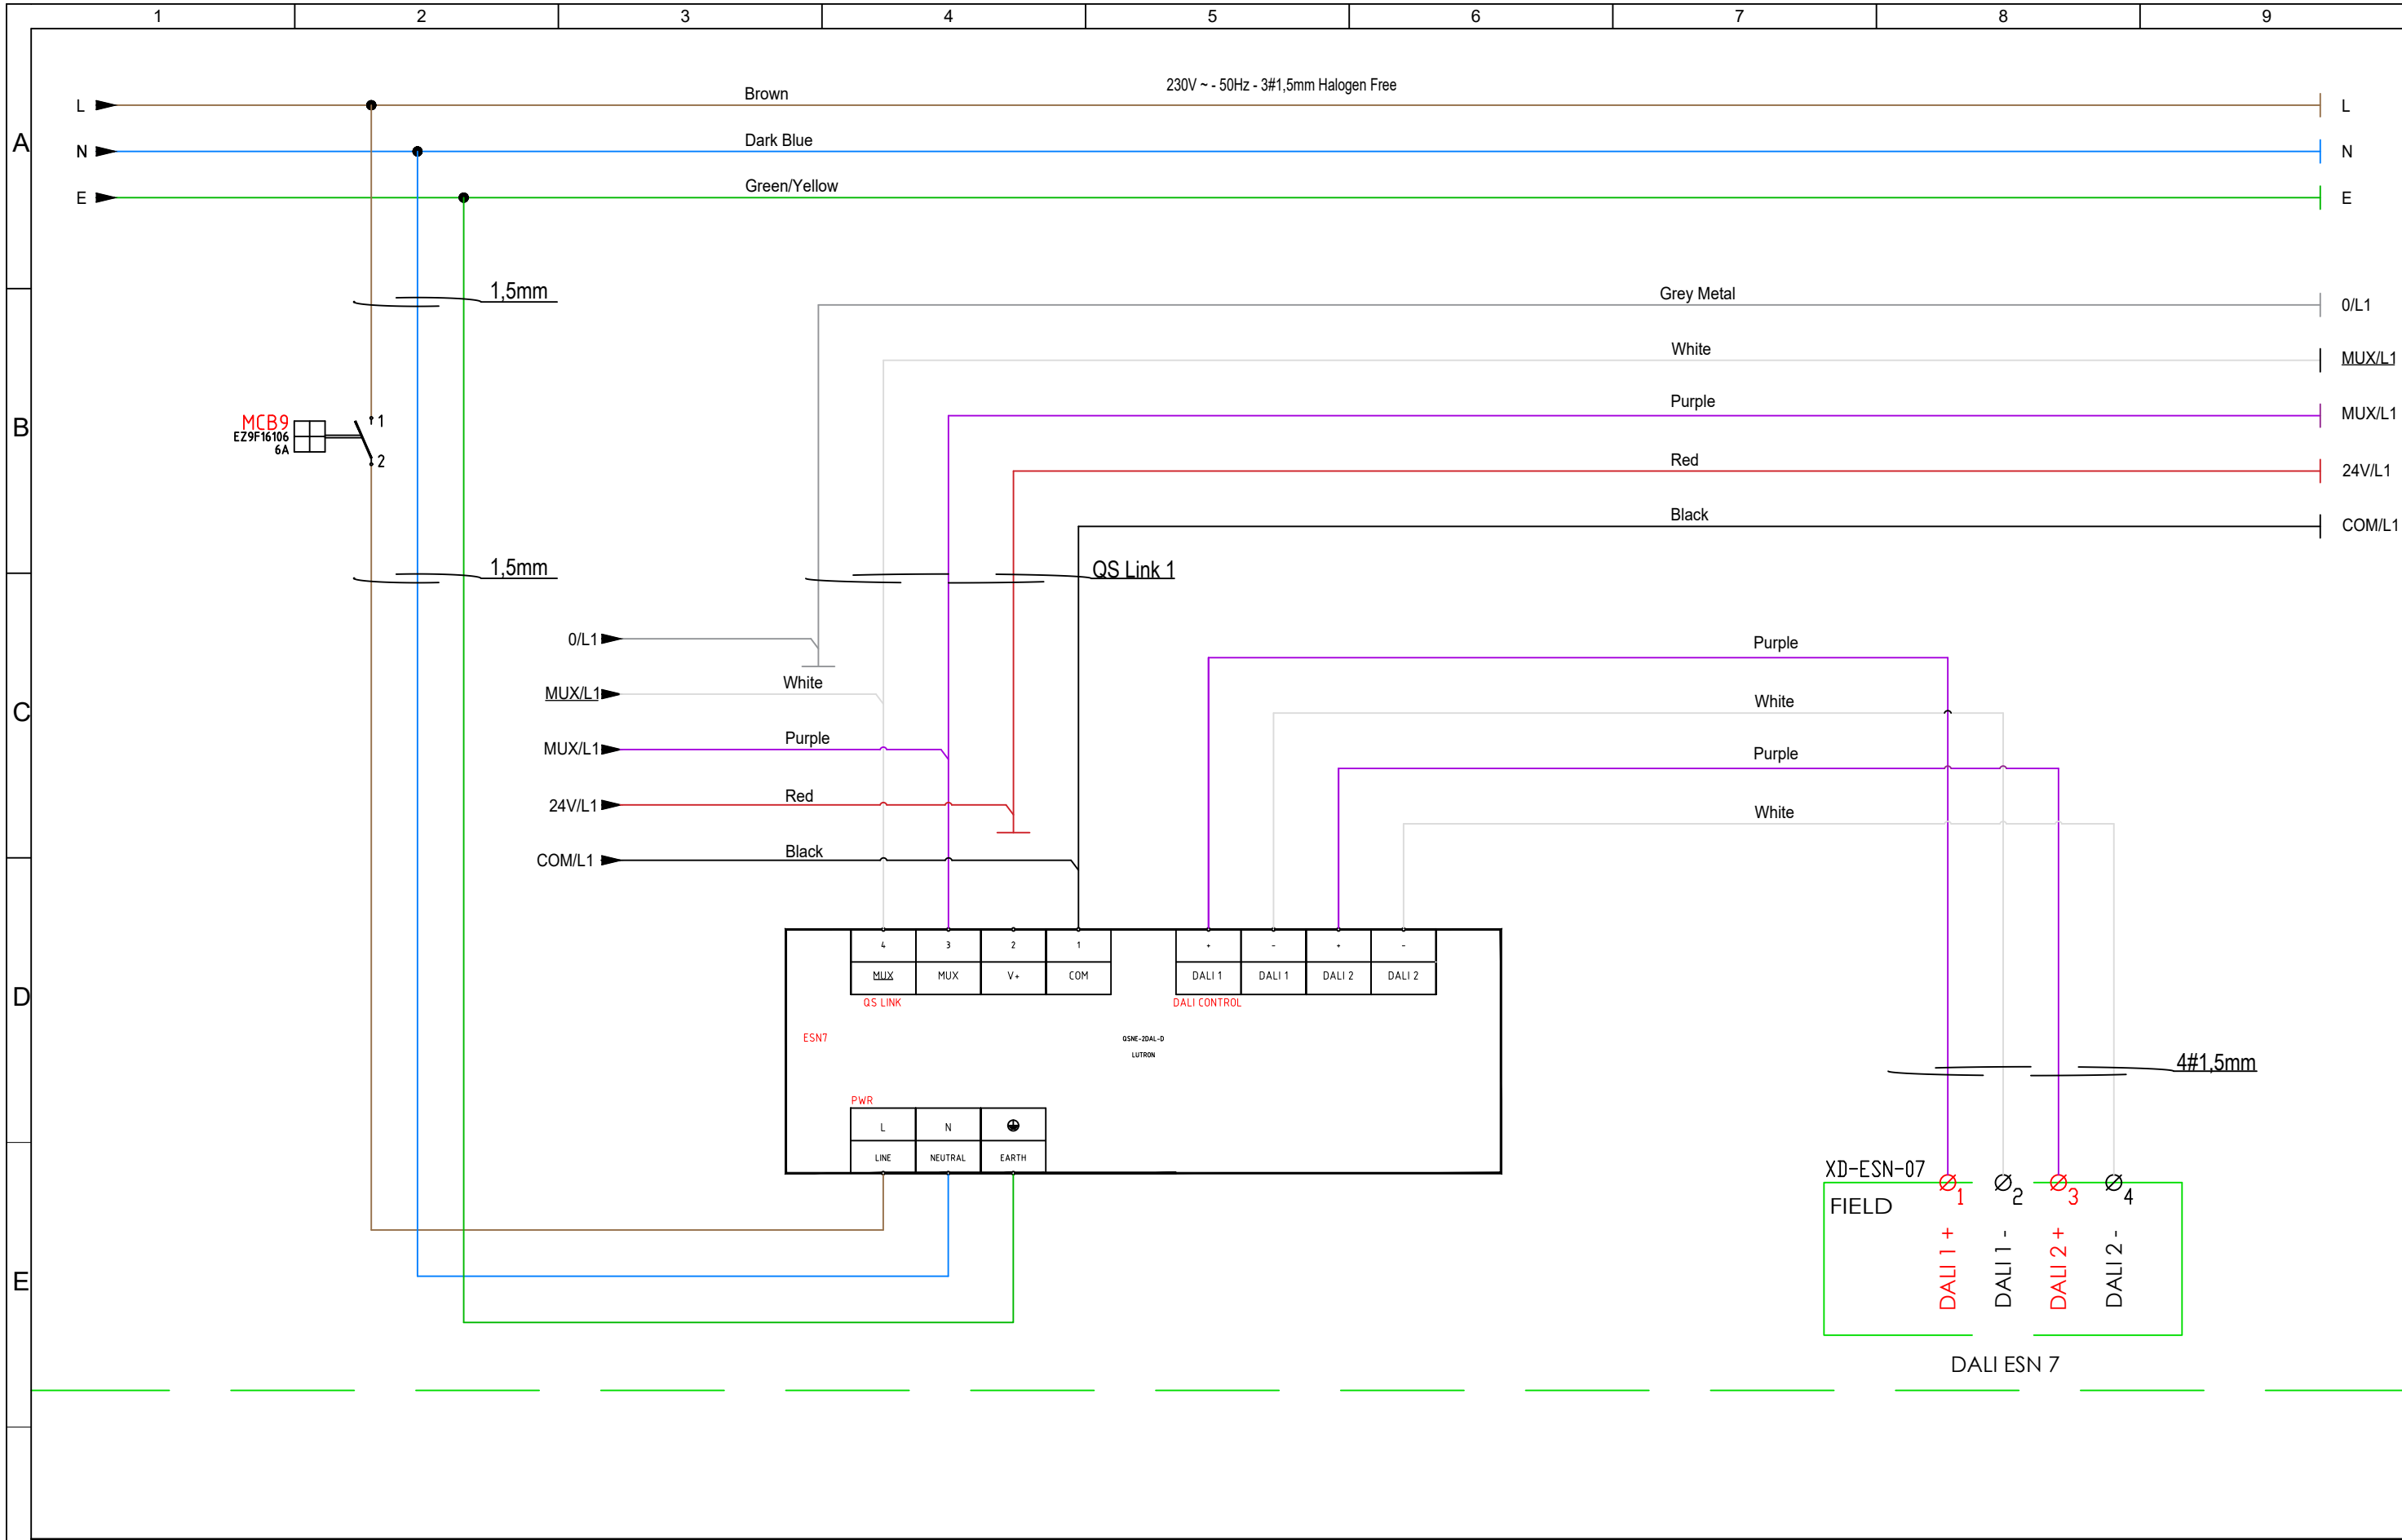 1 2 3 4 5 6 7 8 9
230V ~ - 50Hz - 3#1,5mm Halogen Free
L Brown L
A
N Dark Blue N
E Green/Yellow E
1,5mm
Grey Metal 0/L1
White MUX/L1
B
Purple MUX/L1
MCB9
EZ9F16106
6A
1
2
Red 24V/L1
Black COM/L1
1,5mm
QS Link 1
0/L1
Purple
MUX/L1 White
White
C
MUX/L1 Purple
Purple
24V/L1 Red
White
COM/L1 Black
4 3 2 1 + - + -
MUX MUX V+ COM DALI 1 DALI 1 DALI 2 DALI 2
D
QS LINK DALI CONTROL
ESN7
QSNE-2DAL-D
LUTRON
4#1,5mm
PWR
L N
LINE NEUTRAL EARTH
XD-ESN-07
1 2 3 4
FIELD
E
DALI 1 +
DALI 1 -
DALI 2 +
DALI 2 -
DALI ESN 7